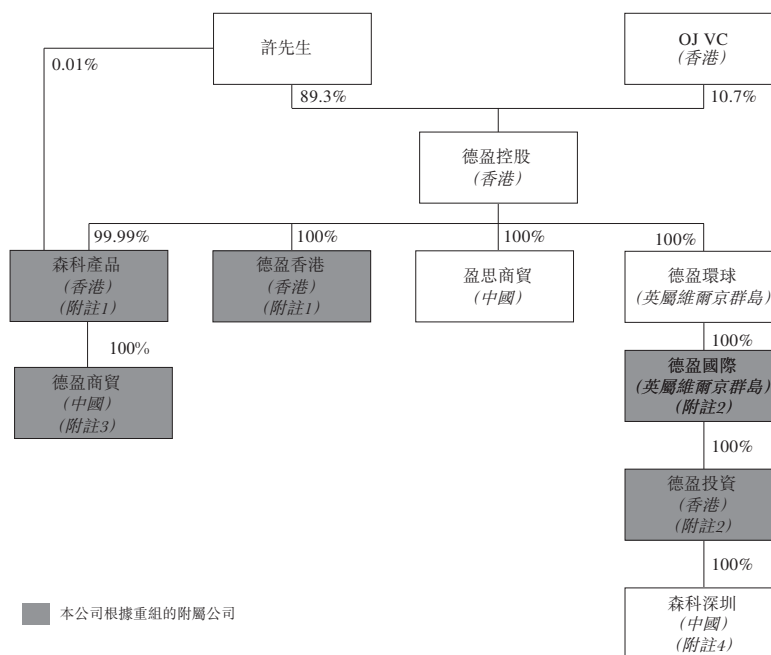 許先生
OJ VC
(香港)
0.01%
89.3%
10.7%
德盈控股
(香港)
99.99%
100%
100%
100%
森科產品
(香港)
(附註1)
德盈香港
(香港)
(附註1)
盈思商貿
(中國)
德盈環球
(英屬維爾京群島)
100%
100%
德盈商貿
(中國)
(附註3)
德盈國際
(英屬維爾京群島)
(附註2)
100%
德盈投資
(香港)
(附註2)
100%
森科深圳
(中國)
(附註4)
本公司根據重組的附屬公司